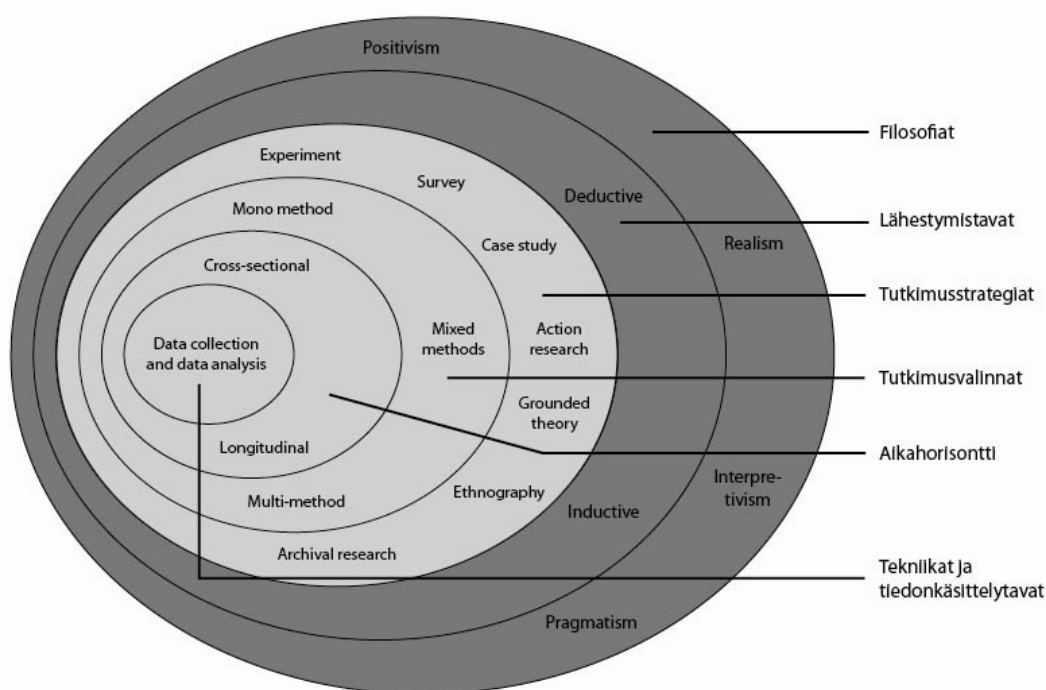 Positivism
Filosofiat
Experiment
Survey
Deductive
Lähestymistavat
Mono method
Realism
Case study
Cross-sectional
Tutkimusstrategiat
Data collection
and data analysis
Mixed
methods
Action
research
Tutkimusvalinnat
Grounded
theory
Longitudinal
Aikahorisontti
Interpre-
tivism
Ethnography
Multi-method
Inductive
Archival research
Tekniikat ja
tiedonkäsittelytavat
Pragmatism